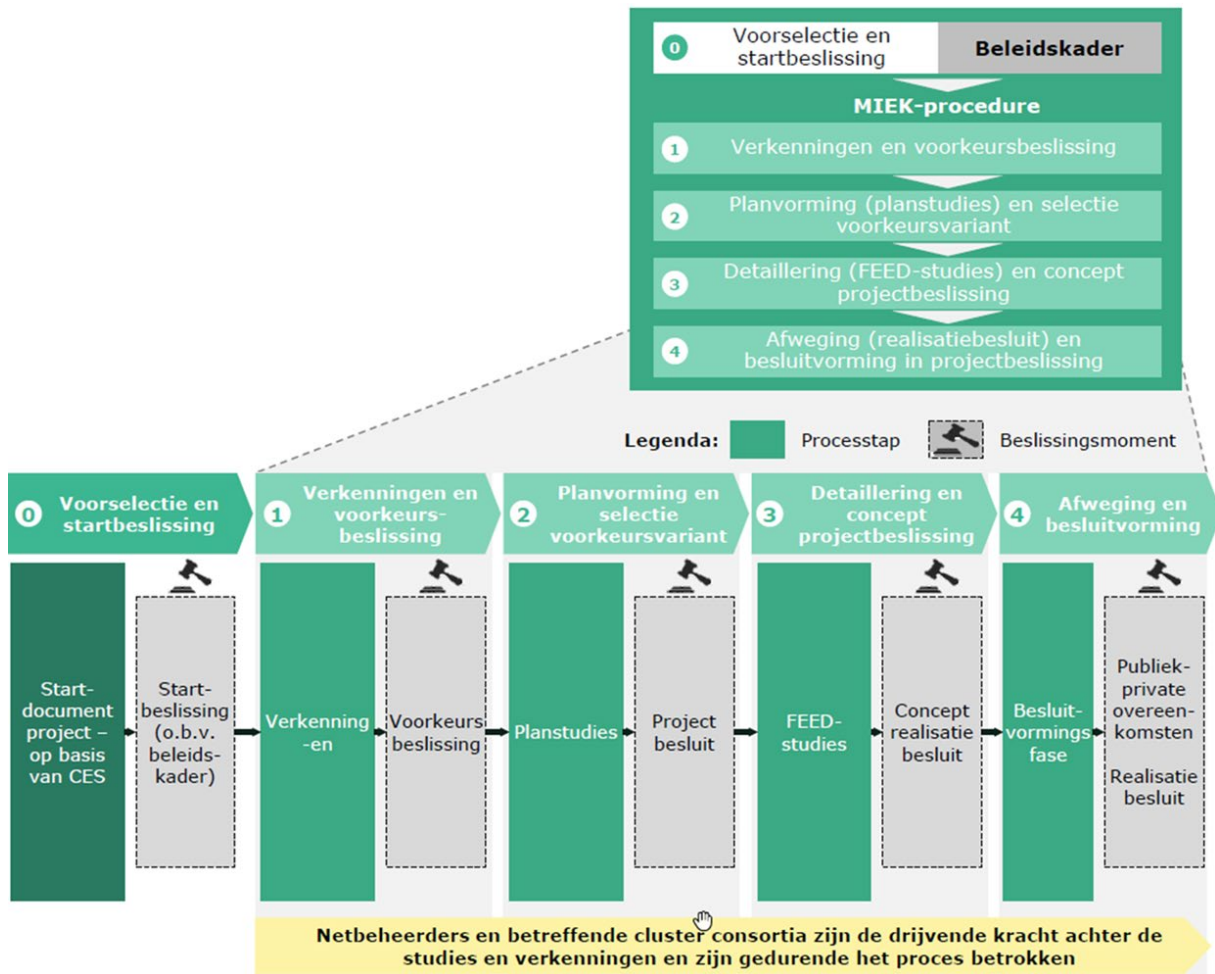 0
Voorselectie en
startbeslissing
Beleidskader
MIEK-procedure
1
Verkenningen en voorkeursbeslissing
2
Planvorming (planstudies) en selectie
voorkeursvariant
3
Detaillering (FEED-studies) en concept
projectbeslissing
4
Afweging (realisatiebesluit) en
besluitvorming in projectbeslissing
Legenda:
Processtap
Beslissingsmoment
0
Voorselectie en
startbeslissing
1
Verkenningen en
voorkeurs-
beslissing
2
Planvorming en
selectie
voorkeursvariant
3
Detaillering en
concept
projectbeslissing
4
Afweging en
besluitvorming
Start-
document
project –
op basis
van CES
Start-
beslissing
(o.b.v.
beleids-
kader)
Verkenning
-en
Voorkeurs
beslissing
Planstudies
Project
besluit
FEED-
studies
Concept
realisatie
besluit
Besluit-
vormings
fase
Publiek-
private
overeen-
komsten
Realisatie
besluit
Netbeheerders en betreffende cluster consortia zijn de drijvende kracht achter de
studies en verkenningen en zijn gedurende het proces betrokken